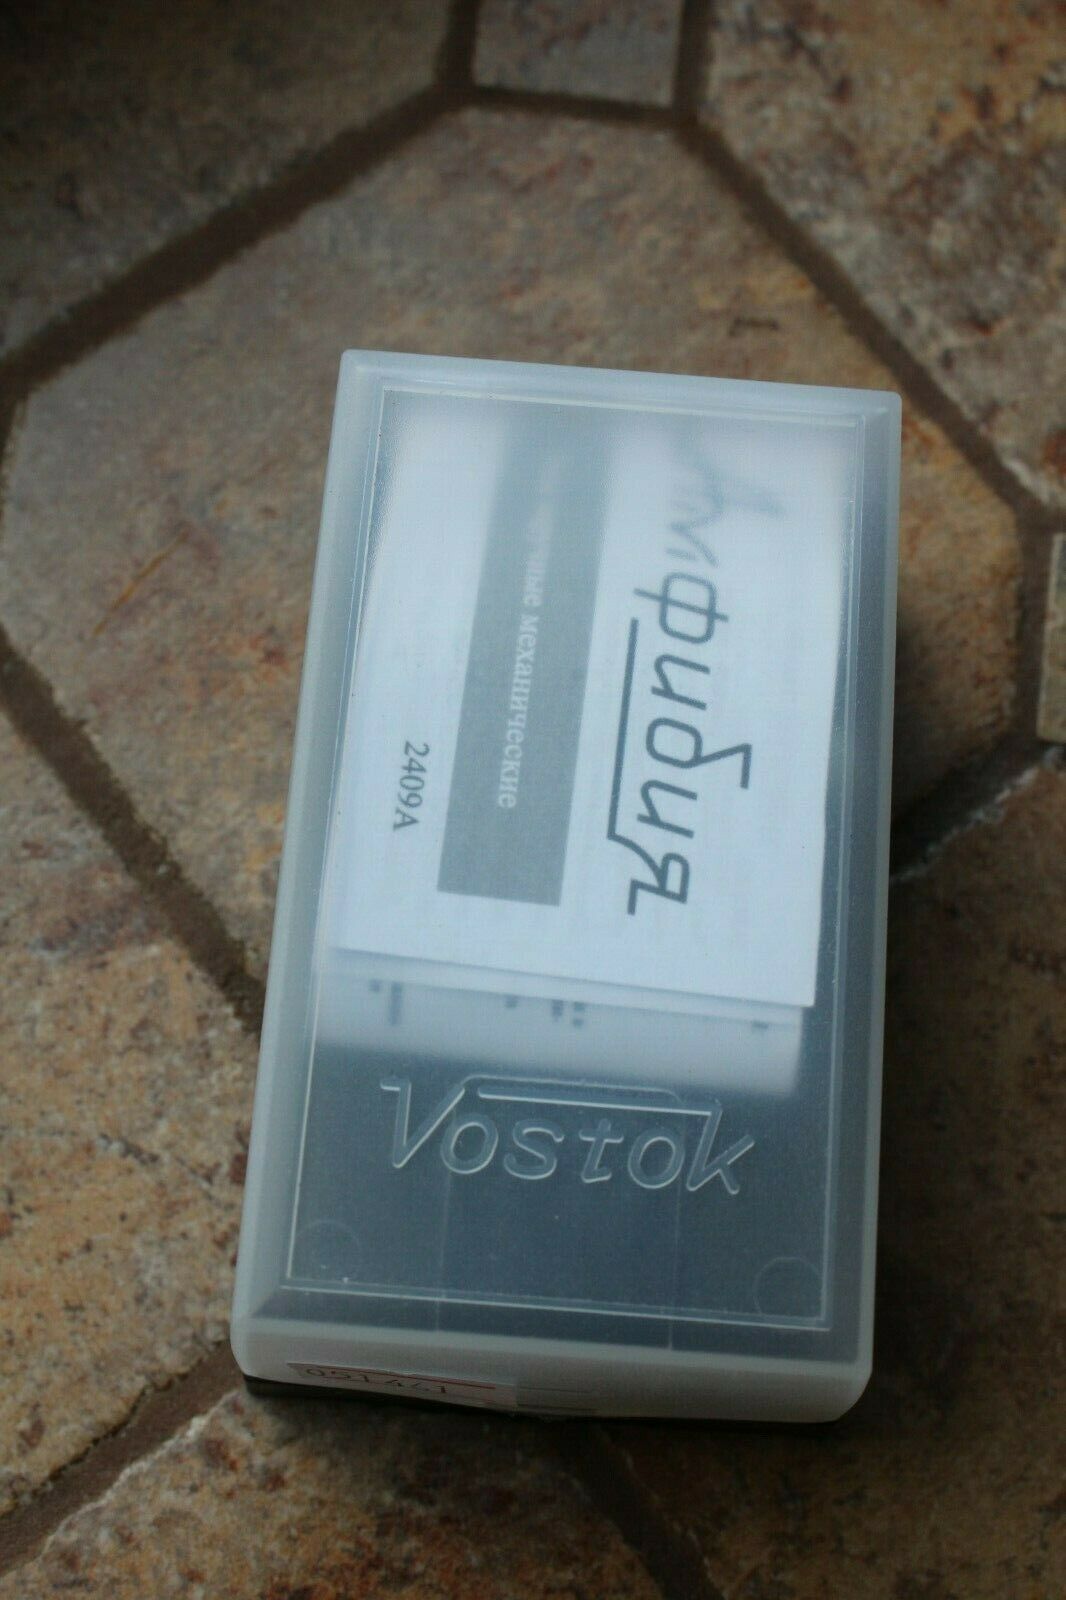 Амфибия
механические
2409А
Vostok